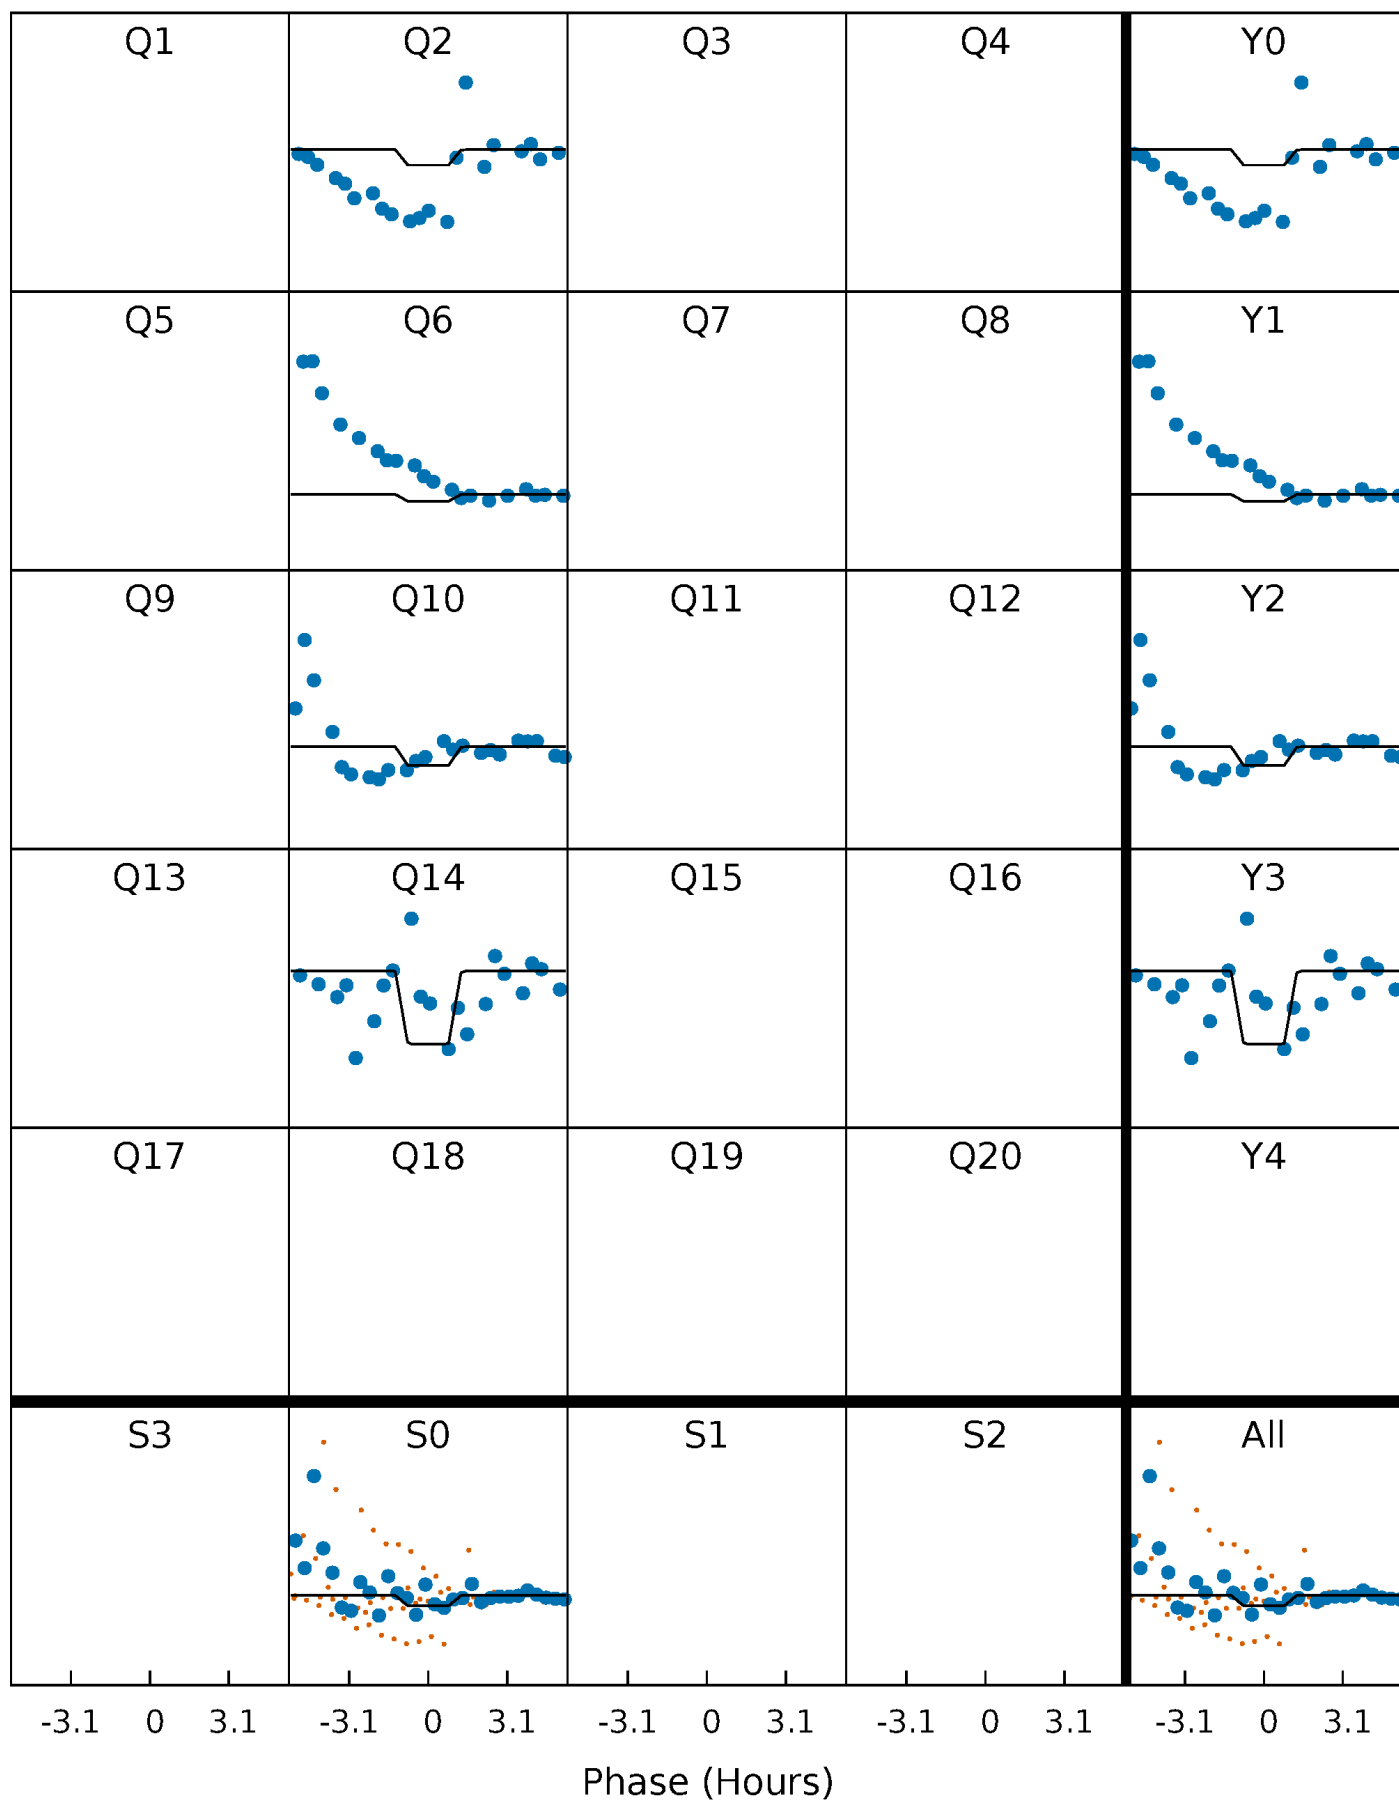 Q1 Q2 Q3 Q4 Y0
Q5 Q6 Q7 Q8 Y1
Q9 Q10 Q11 Q12 Y2
Q13 Q14 Q15 Q16 Y3
Q17 Q18 Q19 Q20 Y4
S3 S0 S1 S2 All
-3.1 0 3.1 -3.1 0 3.1 -3.1 0 3.1 -3.1 0 3.1 -3.1 0 3.1
Phase (Hours)